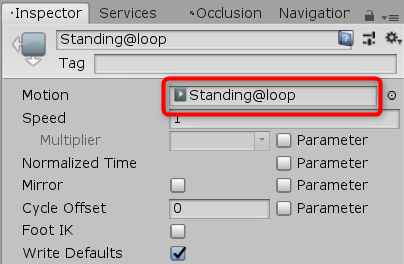 Inspector Services Occlusion Navigation
Standing@loop
Tag
Motion Standing@loop
Speed 1
Multiplier Parameter
Normalized Time Parameter
Mirror Parameter
Cycle Offset 0 Parameter
Foot IK
Write Defaults